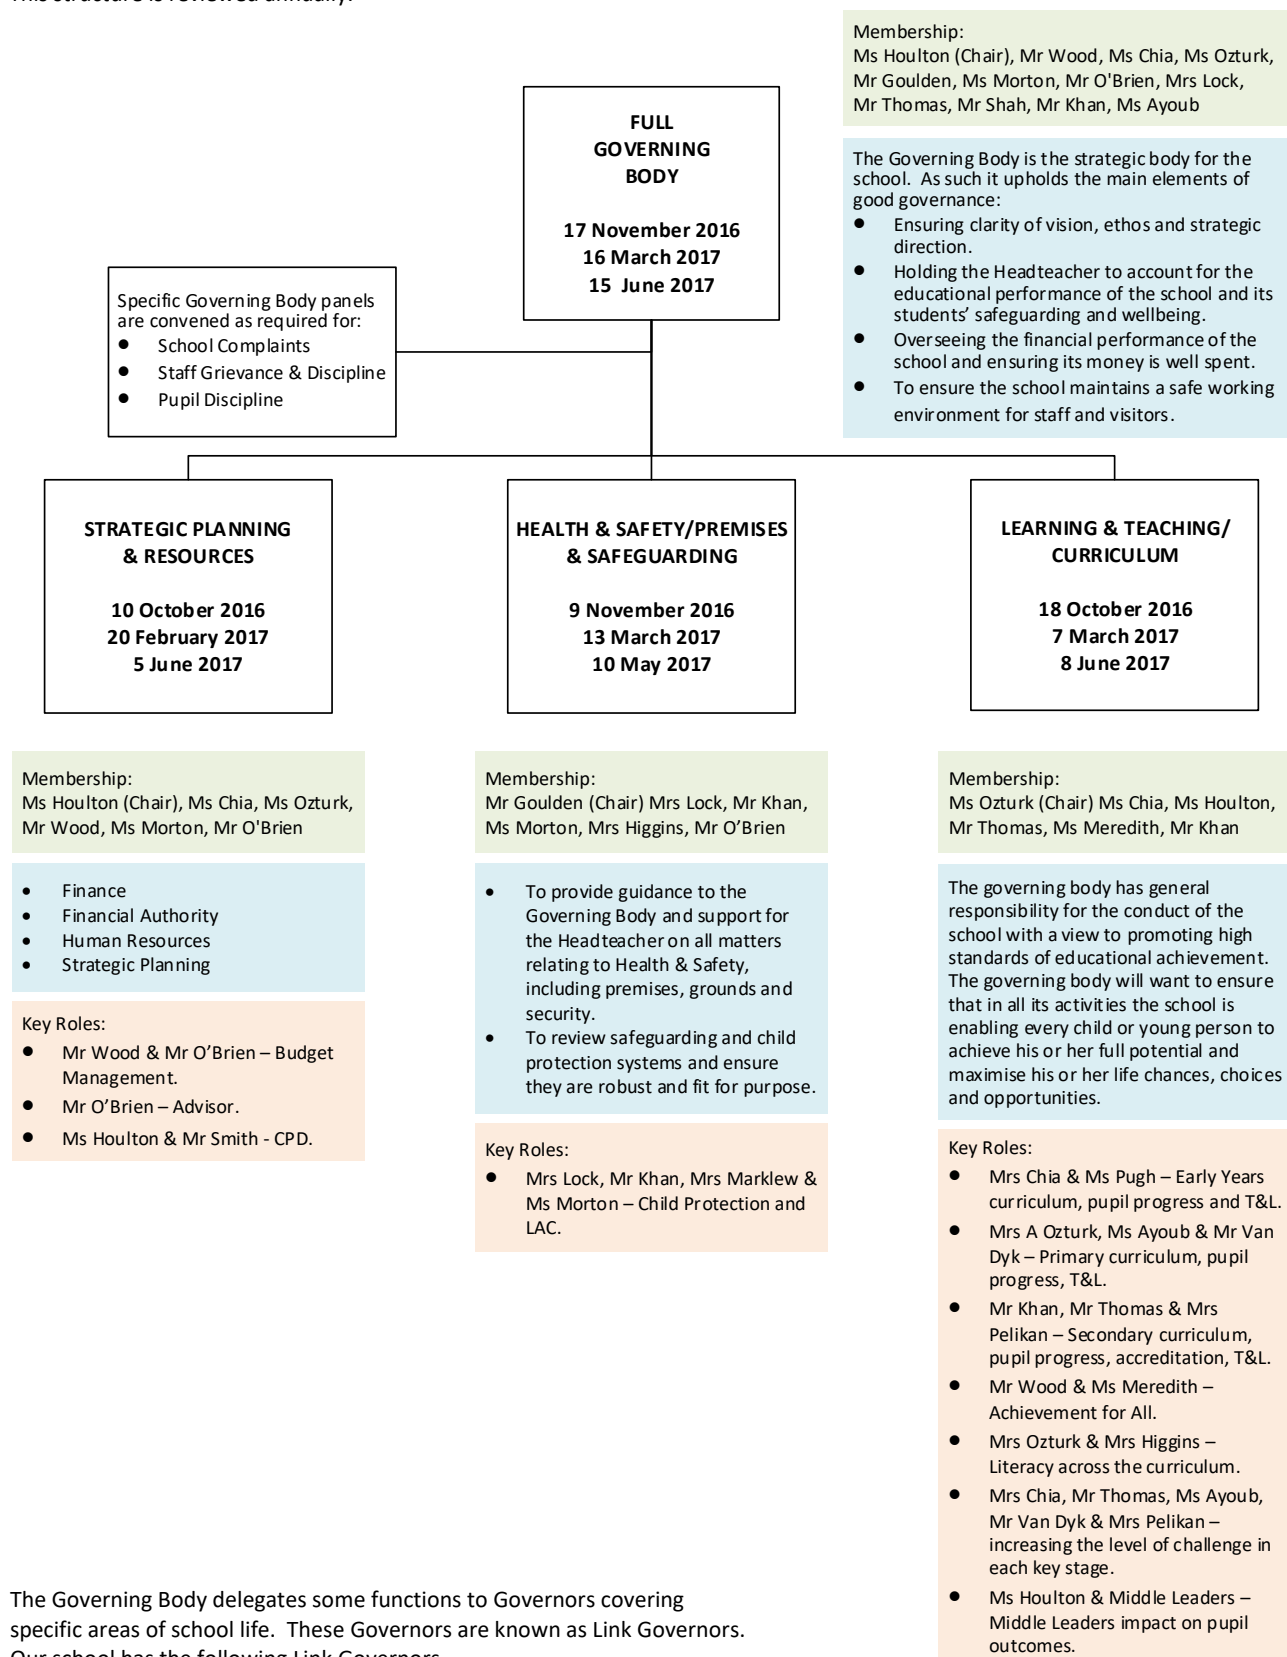 This structure is reviewed annually.
Membership:
Ms Houlton (Chair), Mr Wood, Ms Chia, Ms Ozturk,
Mr Goulden, Ms Morton, Mr O'Brien, Mrs Lock,
Mr Thomas, Mr Shah, Mr Khan, Ms Ayoub
FULL
GOVERNING
BODY
17 November 2016
16 March 2017
15 June 2017
The Governing Body is the strategic body for the
school. As such it upholds the main elements of
good governance:
● Ensuring clarity of vision, ethos and strategic
direction.
● Holding the Headteacher to account for the
educational performance of the school and its
students’ safeguarding and wellbeing.
● Overseeing the financial performance of the
school and ensuring its money is well spent.
● To ensure the school maintains a safe working
environment for staff and visitors.
Specific Governing Body panels
are convened as required for:
● School Complaints
● Staff Grievance & Discipline
● Pupil Discipline
STRATEGIC PLANNING
& RESOURCES
10 October 2016
20 February 2017
5 June 2017
HEALTH & SAFETY/PREMISES
& SAFEGUARDING
9 November 2016
13 March 2017
10 May 2017
LEARNING & TEACHING/
CURRICULUM
18 October 2016
7 March 2017
8 June 2017
Membership:
Ms Houlton (Chair), Ms Chia, Ms Ozturk,
Mr Wood, Ms Morton, Mr O'Brien
• Finance
• Financial Authority
• Human Resources
• Strategic Planning
Key Roles:
● Mr Wood & Mr O’Brien – Budget
Management.
● Mr O’Brien – Advisor.
● Ms Houlton & Mr Smith - CPD.
Membership:
Mr Goulden (Chair) Mrs Lock, Mr Khan,
Ms Morton, Mrs Higgins, Mr O’Brien
• To provide guidance to the
Governing Body and support for
the Headteacher on all matters
relating to Health & Safety,
including premises, grounds and
security.
• To review safeguarding and child
protection systems and ensure
they are robust and fit for purpose.
Key Roles:
● Mrs Lock, Mr Khan, Mrs Marklew &
Ms Morton – Child Protection and
LAC.
Membership:
Ms Ozturk (Chair) Ms Chia, Ms Houlton,
Mr Thomas, Ms Meredith, Mr Khan
The governing body has general
responsibility for the conduct of the
school with a view to promoting high
standards of educational achievement.
The governing body will want to ensure
that in all its activities the school is
enabling every child or young person to
achieve his or her full potential and
maximise his or her life chances, choices
and opportunities.
Key Roles:
● Mrs Chia & Ms Pugh – Early Years
curriculum, pupil progress and T&L.
● Mrs A Ozturk, Ms Ayoub & Mr Van
Dyk – Primary curriculum, pupil
progress, T&L.
● Mr Khan, Mr Thomas & Mrs
Pelikan – Secondary curriculum,
pupil progress, accreditation, T&L.
● Mr Wood & Ms Meredith –
Achievement for All.
● Mrs Ozturk & Mrs Higgins –
Literacy across the curriculum.
● Mrs Chia, Mr Thomas, Ms Ayoub,
Mr Van Dyk & Mrs Pelikan –
increasing the level of challenge in
each key stage.
● Ms Houlton & Middle Leaders –
Middle Leaders impact on pupil
outcomes.
The Governing Body delegates some functions to Governors covering
specific areas of school life. These Governors are known as Link Governors.
Our school has the following Link Governors